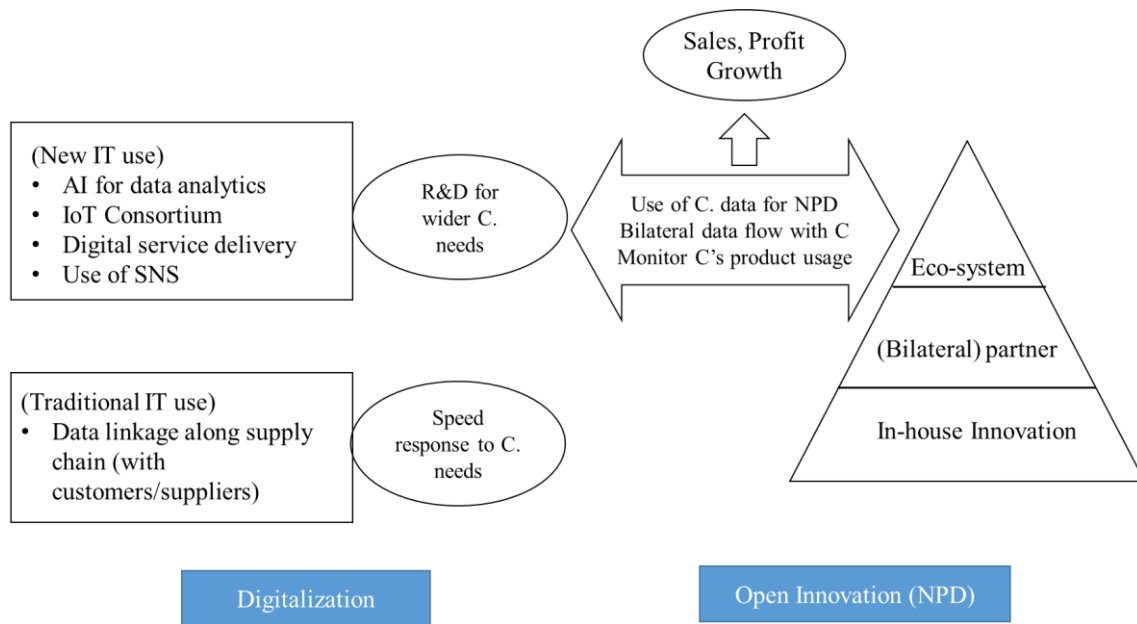 Sales, Profit
Growth
(New IT use)
• AI for data analytics
• IoT Consortium
• Digital service delivery
• Use of SNS
R&D for
wider C.
needs
Use of C. data for NPD
Bilateral data flow with C
Monitor C's product usage
Eco-system
(Bilateral) partner
In-house Innovation
(Traditional IT use)
• Data linkage along supply
chain (with
customers/suppliers)
Speed
response to C.
needs
Digitalization
Open Innovation (NPD)